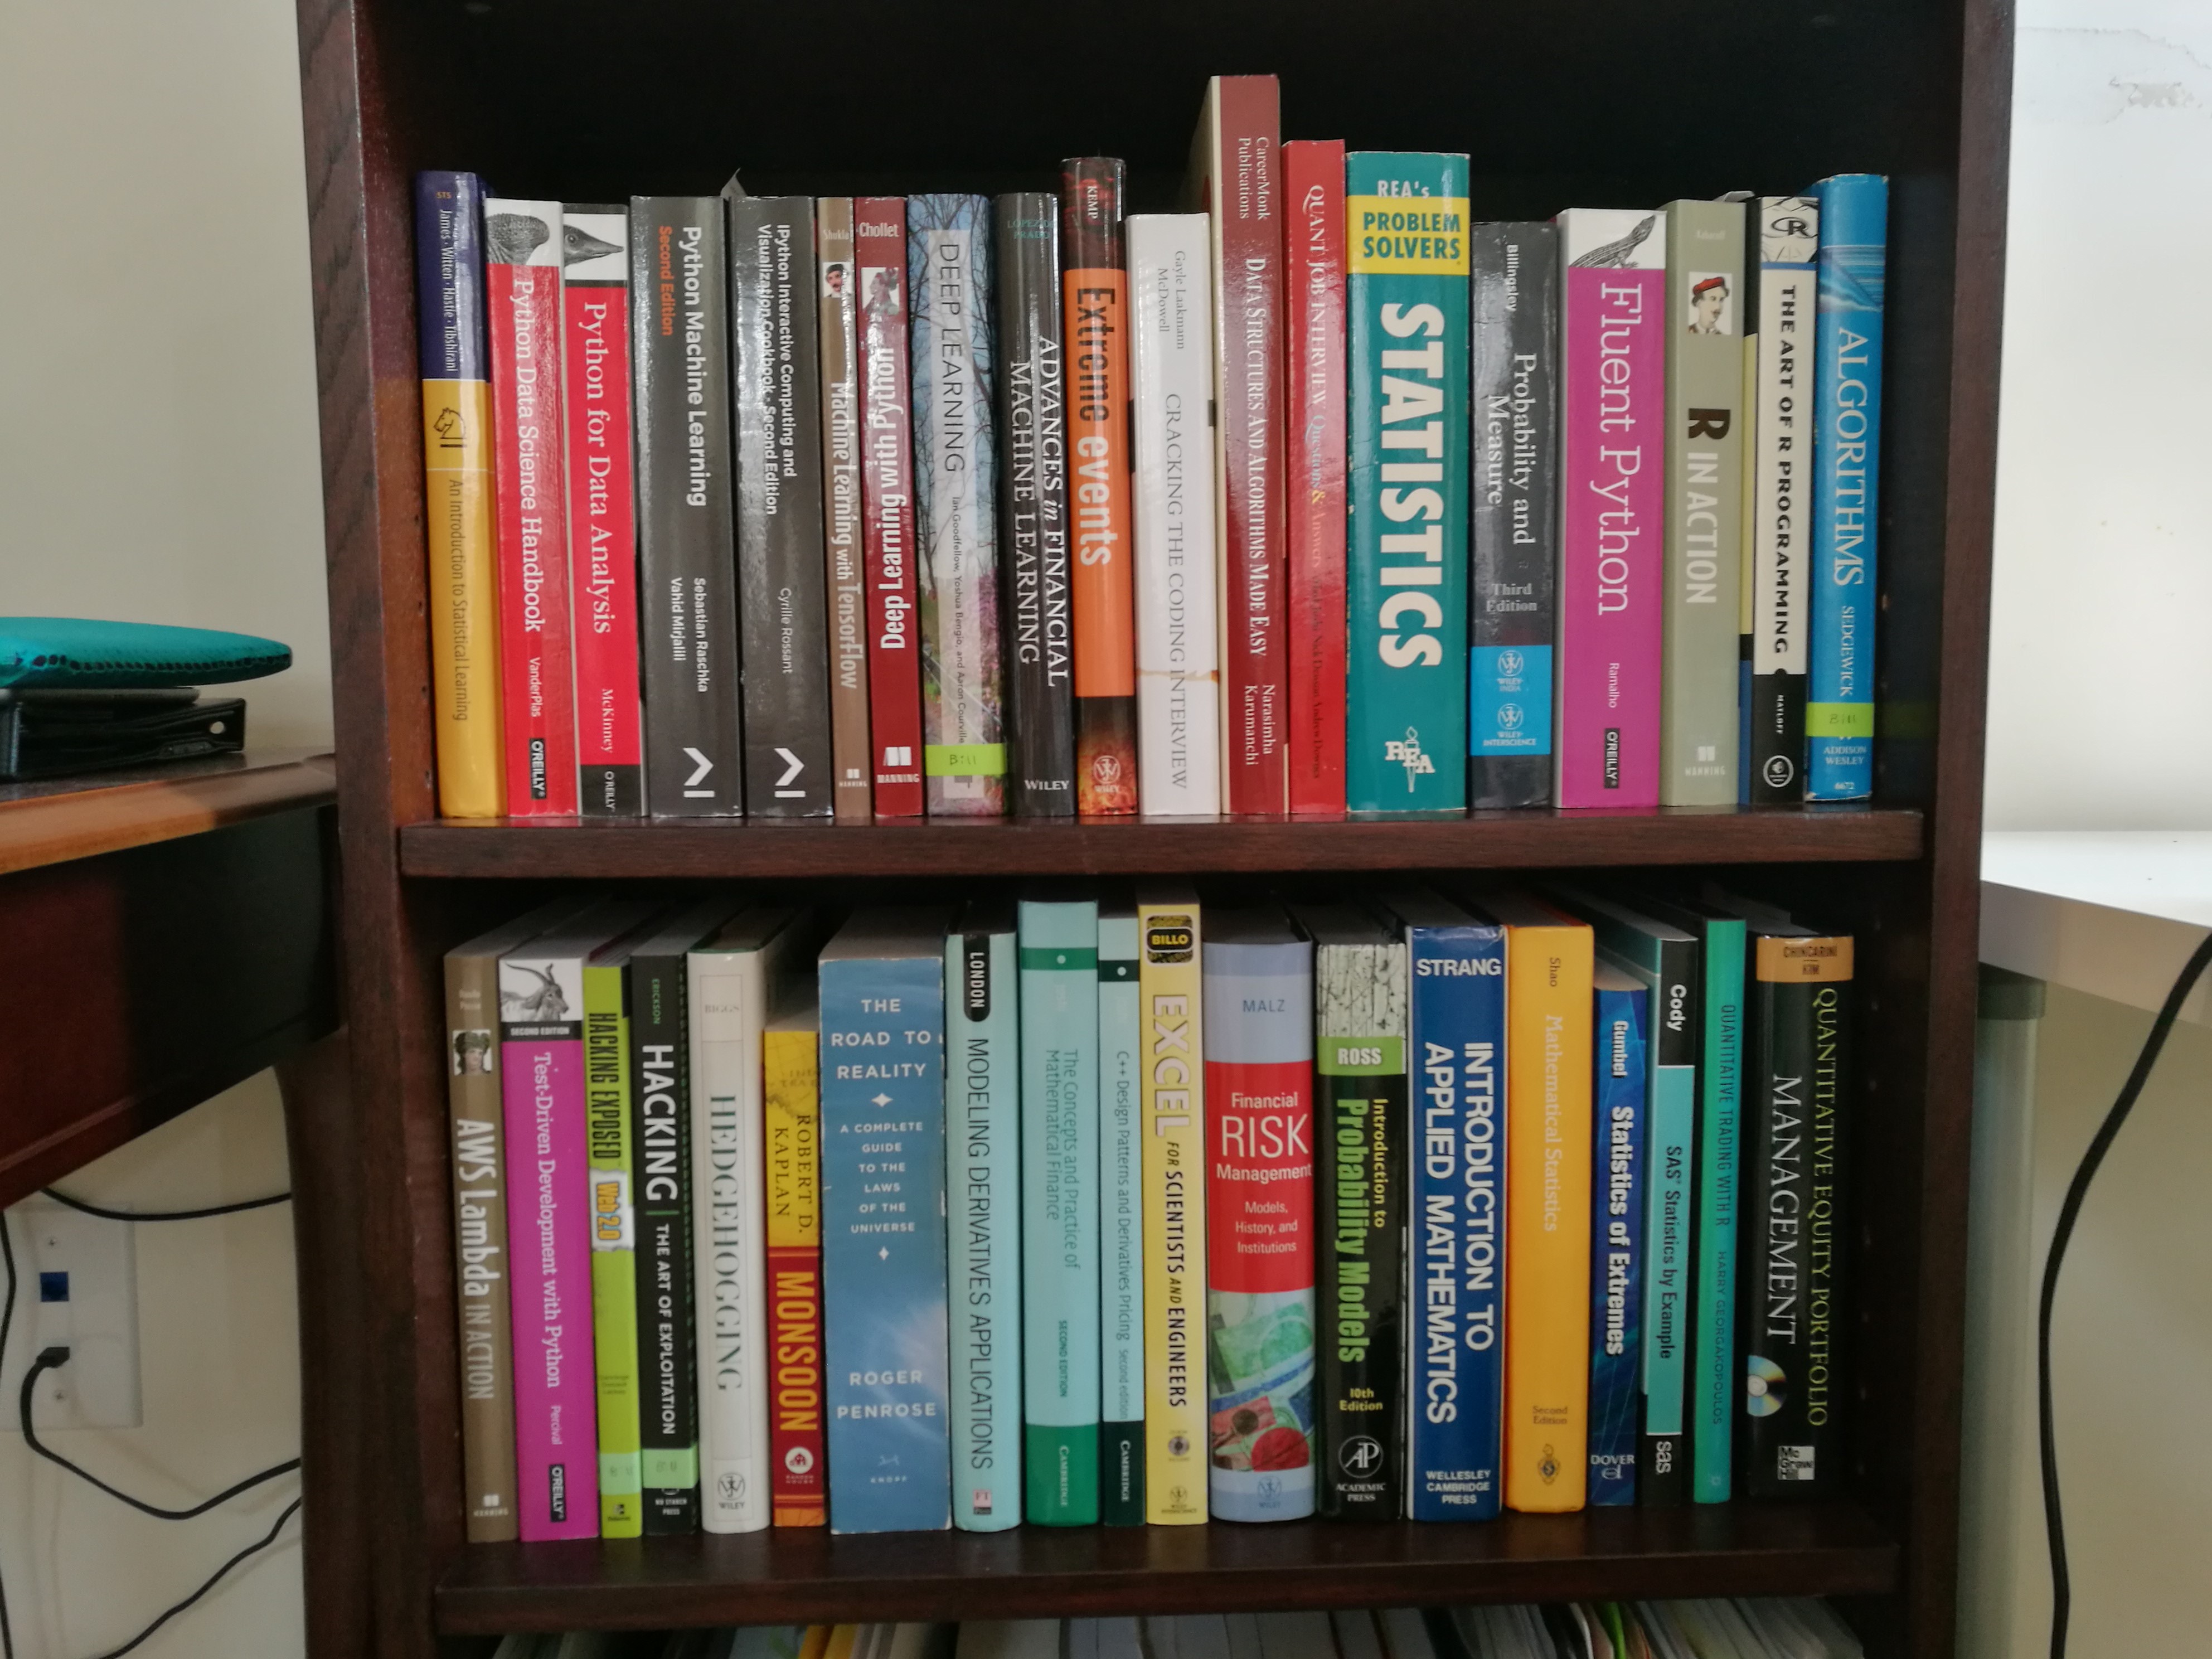 STS
James · Witten · Hastie · Tibshirani
An Introduction to Statistical Learning
Python Data Science Handbook
VanderPlas
O'REILLY®
Python for Data Analysis
McKinney
O'REILLY
Python Machine Learning
Second Edition
Sebastian Raschka
Vahid Mirjalili
IPython Interactive Computing and
Visualization Cookbook - Second Edition
Cyrille Rossant
Shukla
Machine Learning with TensorFlow
MANNING
Chollet
Deep Learning with Python
MANNING
DEEP LEARNING
Ian Goodfellow, Yoshua Bengio, and Aaron Courville
Bill
LOPEZ DE
PRADO
ADVANCES in FINANCIAL
MACHINE LEARNING
WILEY
KEMP
Extreme events
WILEY
Gayle Laakmann
McDowell
CRACKING THE CODING INTERVIEW
CareerMonk
Publications
DATA STRUCTURES AND ALGORITHMS MADE EASY
Narasimha
Karumanchi
QUANT JOB INTERVIEW Questions & Answers
REA's
PROBLEM
SOLVERS
STATISTICS
REA
Billingsley
Probability and
Measure
Third
Edition
WILEY-
INDIA
WILEY-
INTERSCIENCE
Fluent Python
Ramalho
O'REILLY®
R IN ACTION
MANNING
R
THE ART OF R PROGRAMMING
MATLOFF
ALGORITHMS
SEDGEWICK
Bill
ADDISON
WESLEY
6672
AWS Lambda IN ACTION
MANNING
SECOND EDITION
Test-Driven Development with Python
Percival
O'REILLY®
HACKING EXPOSED
Web 2.0
ERICKSON
HACKING
THE ART OF EXPLOITATION
NO STARCH
PRESS
BIGGS
HEDGEHOGGING
WILEY
ROBERT D.
KAPLAN
MONSOON
RANDOM
HOUSE
THE
ROAD TO
REALITY
A COMPLETE
GUIDE
TO THE
LAWS
OF THE
UNIVERSE
ROGER
PENROSE
KNOPF
LONDON
MODELING DERIVATIVES APPLICATIONS
FT
The Concepts and Practice of
Mathematical Finance
SECOND EDITION
CAMBRIDGE
C++ Design Patterns and Derivatives Pricing
Second edition
CAMBRIDGE
BILLO
EXCEL FOR SCIENTISTS AND ENGINEERS
MALZ
Financial
RISK
Management
Models,
History, and
Institutions
WILEY
ROSS
Introduction to
Probability Models
10th
Edition
AP
ACADEMIC
PRESS
STRANG
INTRODUCTION TO
APPLIED MATHEMATICS
WELLESLEY
CAMBRIDGE
PRESS
Shao
Mathematical Statistics
Second
Edition
Gumbel
Statistics of Extremes
DOVER
Cody
SAS® Statistics by Example
sas
QUANTITATIVE TRADING WITH R
HARRY GEORGAKOPOULOS
CHINCARINI
KIM
QUANTITATIVE EQUITY PORTFOLIO
MANAGEMENT
Mc
Graw
Hill